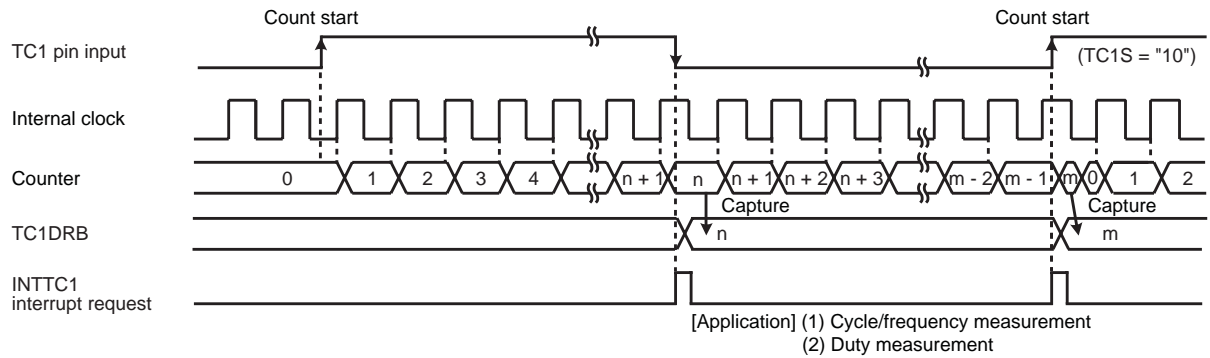 Count start
Count start
TC1 pin input
(TC1S = "10")
Internal clock
Counter
0 1 2 3 4 n + 1 n n + 1 n + 2 n + 3 m - 2 m - 1 m 0 1 2
Capture
Capture
TC1DRB
n
m
INTTC1
interrupt request
[Application] (1) Cycle/frequency measurement
(2) Duty measurement